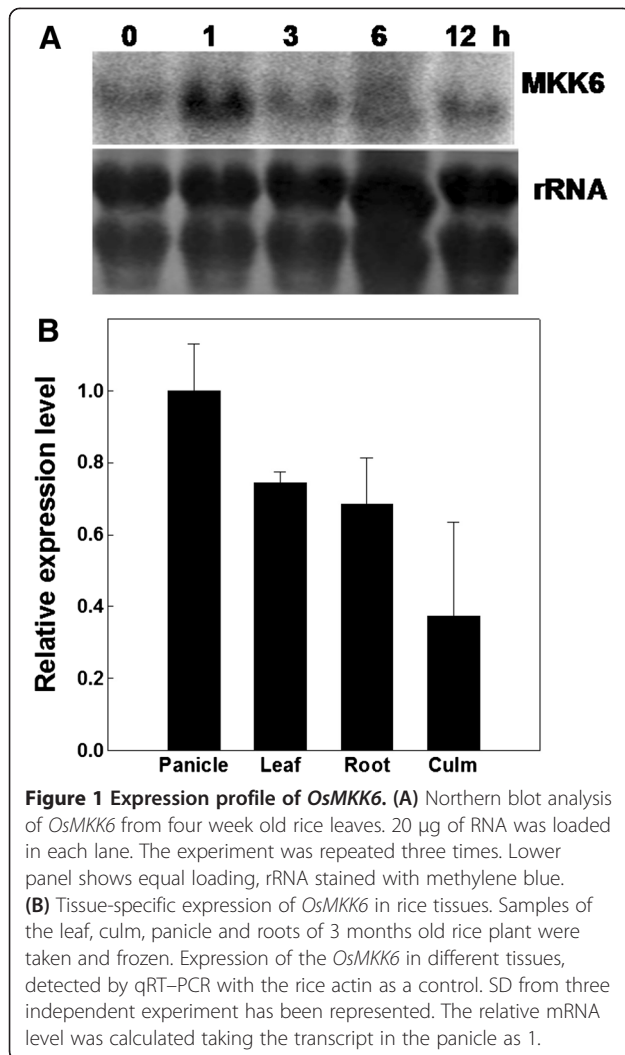 A
0 1 3 6 12 h
MKK6
rRNA
B
Relative expression level
1.0
0.8
0.6
0.4
0.2
0.0
Panicle Leaf Root Culm
Figure 1 Expression profile of OsMKK6. (A) Northern blot analysis
of OsMKK6 from four week old rice leaves. 20 μg of RNA was loaded
in each lane. The experiment was repeated three times. Lower
panel shows equal loading, rRNA stained with methylene blue.
(B) Tissue-specific expression of OsMKK6 in rice tissues. Samples of
the leaf, culm, panicle and roots of 3 months old rice plant were
taken and frozen. Expression of the OsMKK6 in different tissues,
detected by qRT–PCR with the rice actin as a control. SD from three
independent experiment has been represented. The relative mRNA
level was calculated taking the transcript in the panicle as 1.